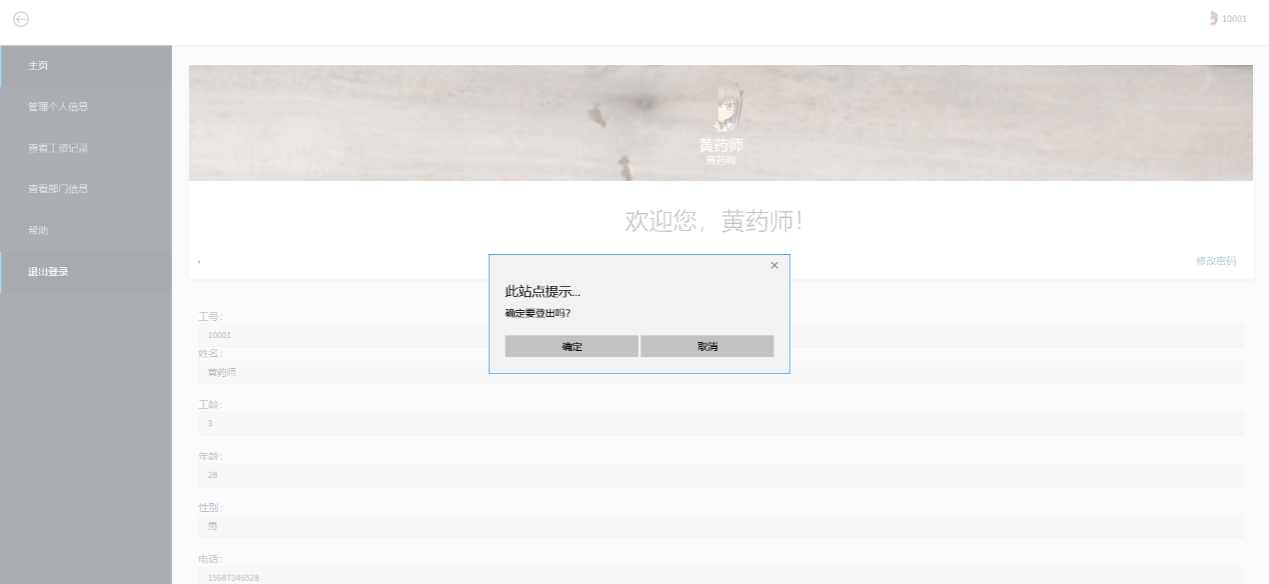 10001
主页
管理个人信息
查看工资记录
查看部门信息
帮助
退出登录
黄药师
黄药师
欢迎您，黄药师！
修改密码
此站点提示...
确定要登出吗?
确定
取消
工号：
10001
姓名：
黄药师
工龄：
3
年龄：
28
性别：
男
电话：
15987346528